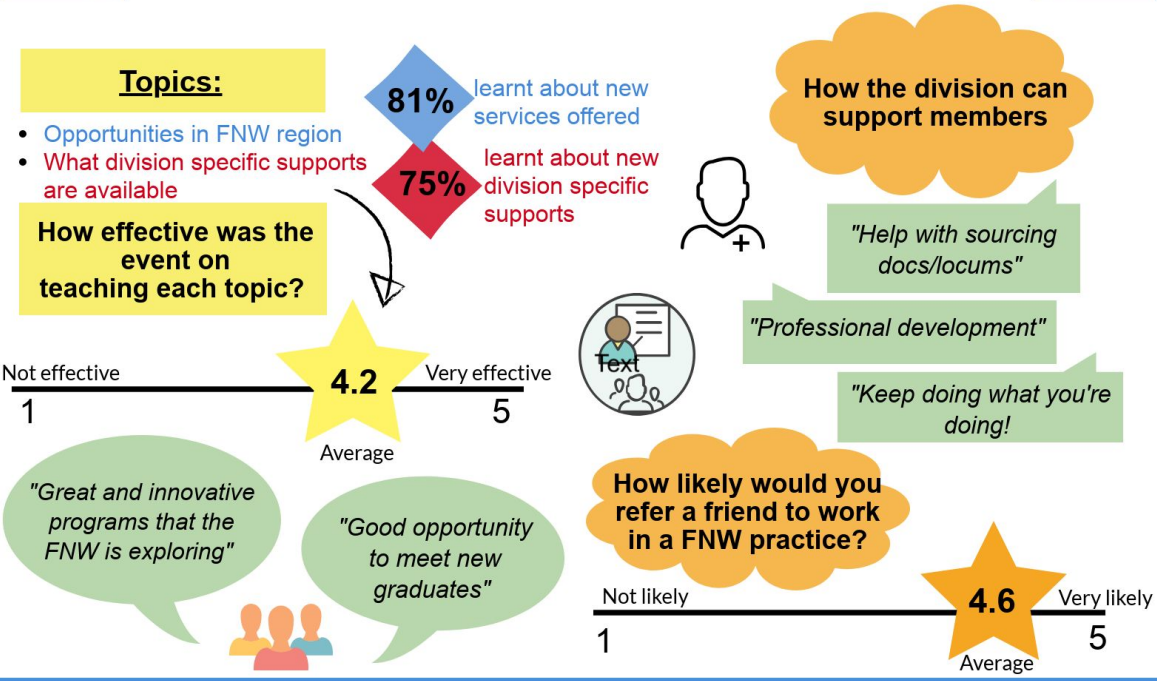 Topics:
Opportunities in FNW region
What division specific supports
are available
81%
learnt about new
services offered
75%
learnt about new
division specific
supports
How effective was the
event on
teaching each topic?
Not effective
Very effective
1
4.2
5
Average
"Great and innovative
programs that the
FNW is exploring"
"Good opportunity
to meet new
graduates"
How the division can
support members
"Help with sourcing
docs/locums"
"Professional development"
"Keep doing what you're
doing!
Text
How likely would you
refer a friend to work
in a FNW practice?
Not likely
Very likely
1
4.6
5
Average